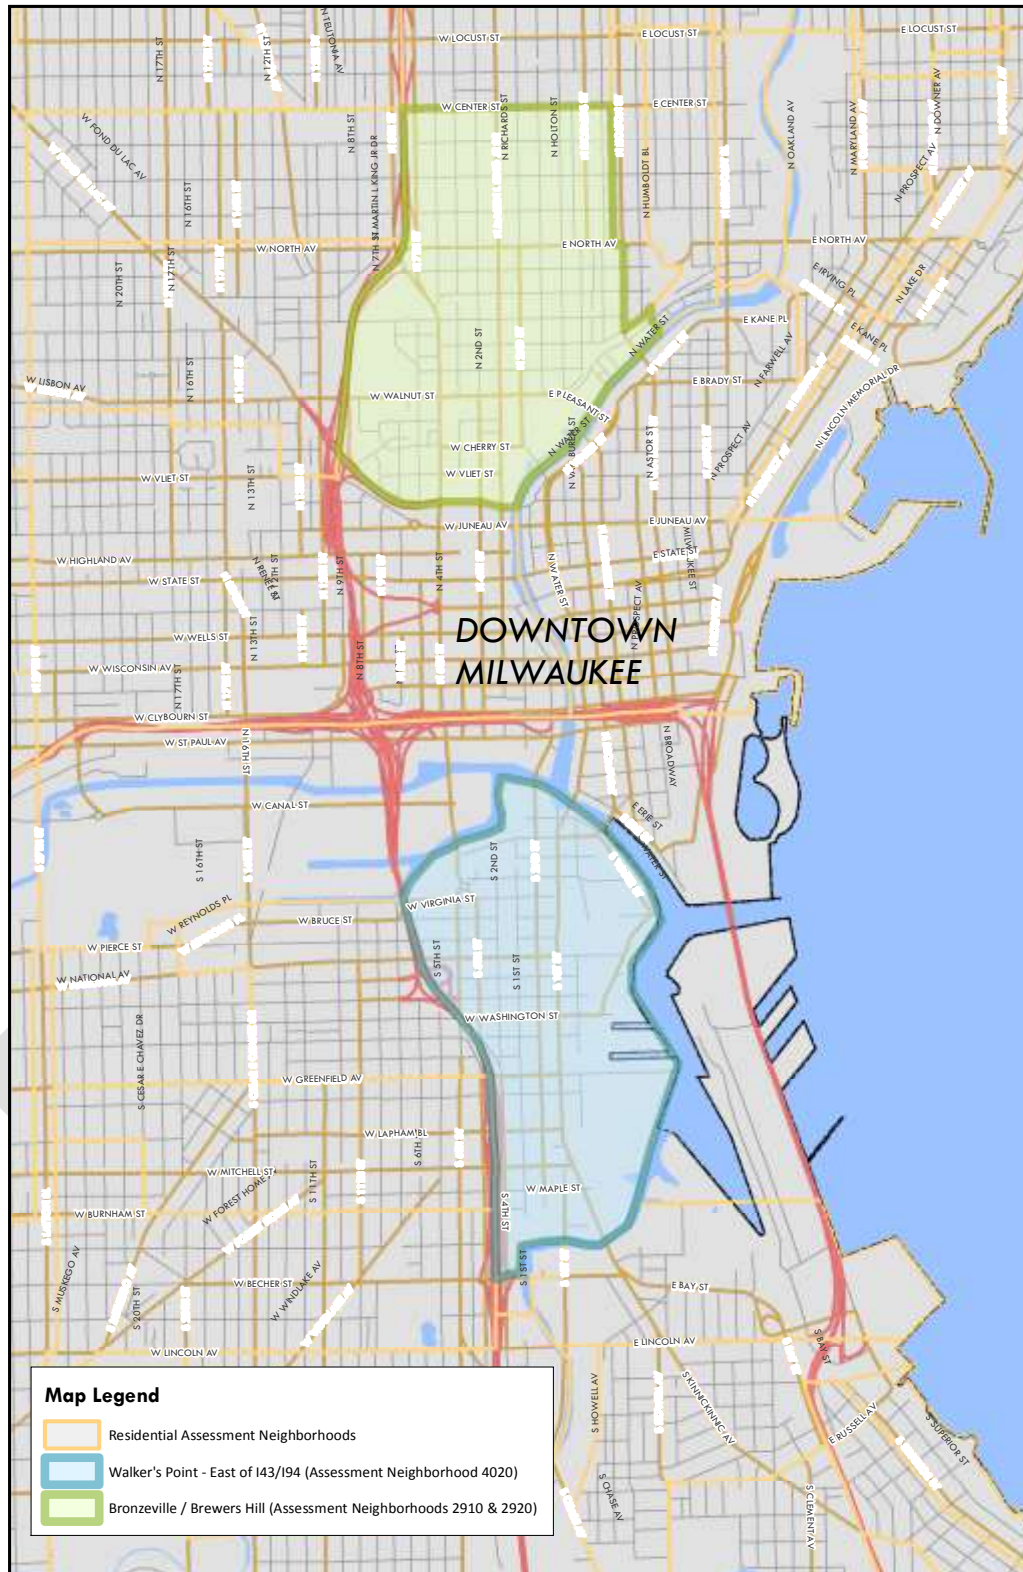 W LOCUST ST
E LOCUST ST
E LOCUST ST
N TEUTONIA AV
N 17TH ST
N 12TH ST
W CENTER ST
E CENTER ST
N 8TH ST
N RICHARDS ST
N HOLTON ST
N OAKLAND AV
N MARYLAND AV
N DOWNER AV
W FOND DU LAC AV
N PROSPECT AV
N HUMBOLDT BL
N MARTIN L KING JR DR
N 16TH ST
W NORTH AV
N 7TH ST
E NORTH AV
E NORTH AV
N 20TH ST
N 17TH ST
E IRVING PL
N LAKE DR
E KANE PL
E KANE PL
N WATER ST
N 2ND ST
N FARWELL AV
W LISBON AV
N 16TH ST
W WALNUT ST
E PLEASANT ST
E BRADY ST
N LINCOLN MEMORIAL DR
W CHERRY ST
N ASTOR ST
N PROSPECT AV
W VLIET ST
W VLIET ST
N 13TH ST
W JUNEAU AV
E JUNEAU AV
W HIGHLAND AV
E STATE ST
W STATE ST
N 12TH ST
N 9TH ST
N 4TH ST
N WATER ST
MILWAUKEE ST
N PROSPECT AV
DOWNTOWN
MILWAUKEE
W WELLS ST
N 13TH ST
N 8TH ST
W WISCONSIN AV
N 17TH ST
W CLYBOURN ST
W ST PAUL AV
N 16TH ST
N BROADWAY
W CANAL ST
E ERIE ST
S 16TH ST
S 2ND ST
WATER ST
W REYNOLDS PL
W VIRGINIA ST
W BRUCE ST
W PIERCE ST
S 5TH ST
S 1ST ST
W NATIONAL AV
W WASHINGTON ST
S CESAR E CHAVEZ DR
W GREENFIELD AV
W LAPHAM BL
S 6TH
W MITCHELL ST
S 11TH ST
W MAPLE ST
W FOREST HOME
W BURNHAM ST
S 4TH ST
S 1ST ST
W BECHER ST
E BAY ST
S MUSKEGO AV
S 20TH ST
W WINDLAKE AV
W LINCOLN AV
E LINCOLN AV
S BAY ST
S HOWELL AV
S KINNICKINNIC AV
E RUSSELL AV
S SUPERIOR ST
S CHASE AV
S CLEMENT AV
Map Legend
Residential Assessment Neighborhoods
Walker's Point - East of I43/I94 (Assessment Neighborhood 4020)
Bronzeville / Brewers Hill (Assessment Neighborhoods 2910 & 2920)